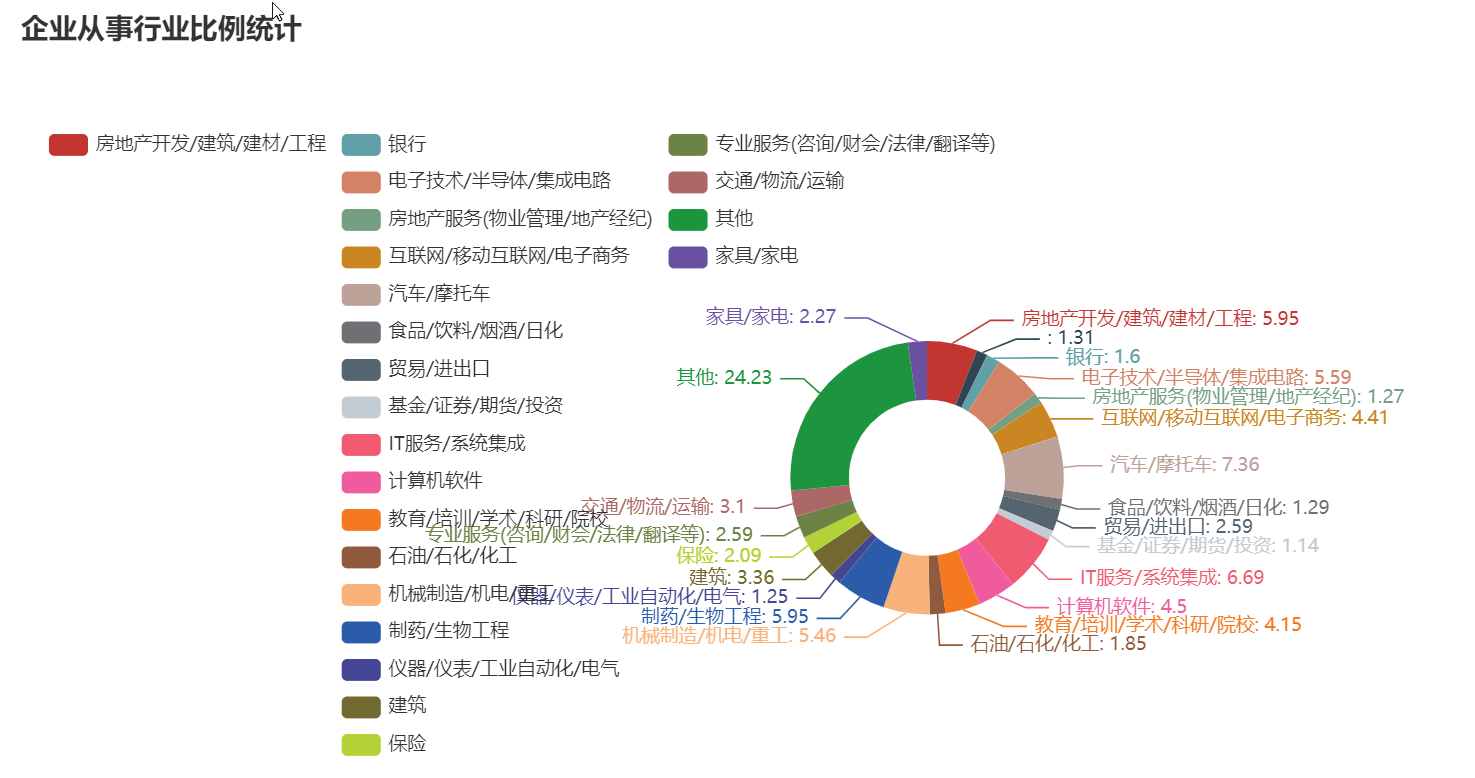 企业从事行业比例统计
房地产开发/建筑/建材/工程
银行
电子技术/半导体/集成电路
房地产服务(物业管理/地产经纪)
互联网/移动互联网/电子商务
汽车/摩托车
食品/饮料/烟酒/日化
贸易/进出口
基金/证券/期货/投资
IT服务/系统集成
计算机软件
教育/培训/学术/科研/院校
石油/石化/化工
机械制造/机电/重工
制药/生物工程
仪器/仪表/工业自动化/电气
建筑
保险
专业服务(咨询/财会/法律/翻译等)
交通/物流/运输
其他
家具/家电
房地产开发/建筑/建材/工程: 5.95
: 1.31
银行: 1.6
电子技术/半导体/集成电路: 5.59
房地产服务(物业管理/地产经纪): 1.27
互联网/移动互联网/电子商务: 4.41
汽车/摩托车: 7.36
食品/饮料/烟酒/日化: 1.29
贸易/进出口: 2.59
基金/证券/期货/投资: 1.14
IT服务/系统集成: 6.69
计算机软件: 4.5
教育/培训/学术/科研/院校: 4.15
石油/石化/化工: 1.85
机械制造/机电/重工: 5.46
制药/生物工程: 5.95
仪器/仪表/工业自动化/电气: 1.25
建筑: 3.36
保险: 2.09
专业服务(咨询/财会/法律/翻译等): 2.59
交通/物流/运输: 3.1
其他: 24.23
家具/家电: 2.27